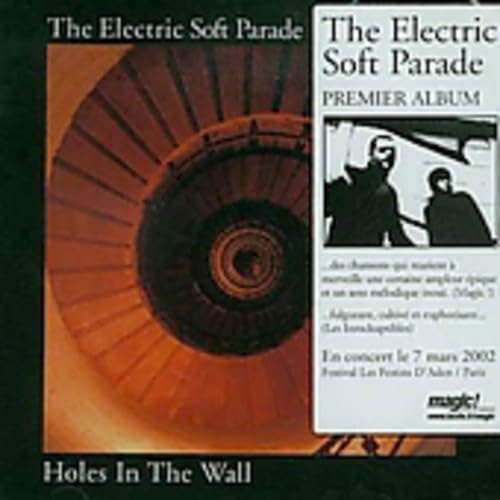 The Electric Soft Parade
The Electric
Soft Parade
PREMIER ALBUM
...des chansons qui marient à
merveille une certaine ampleur épique
et un sens mélodique inouï. (Magic!)
...fulgurant, cultivé et euphorisant...
(Les Inrockuptibles)
En concert le 7 mars 2002
Festival Les Festins D'Aden / Paris
magic!
Holes In The Wall